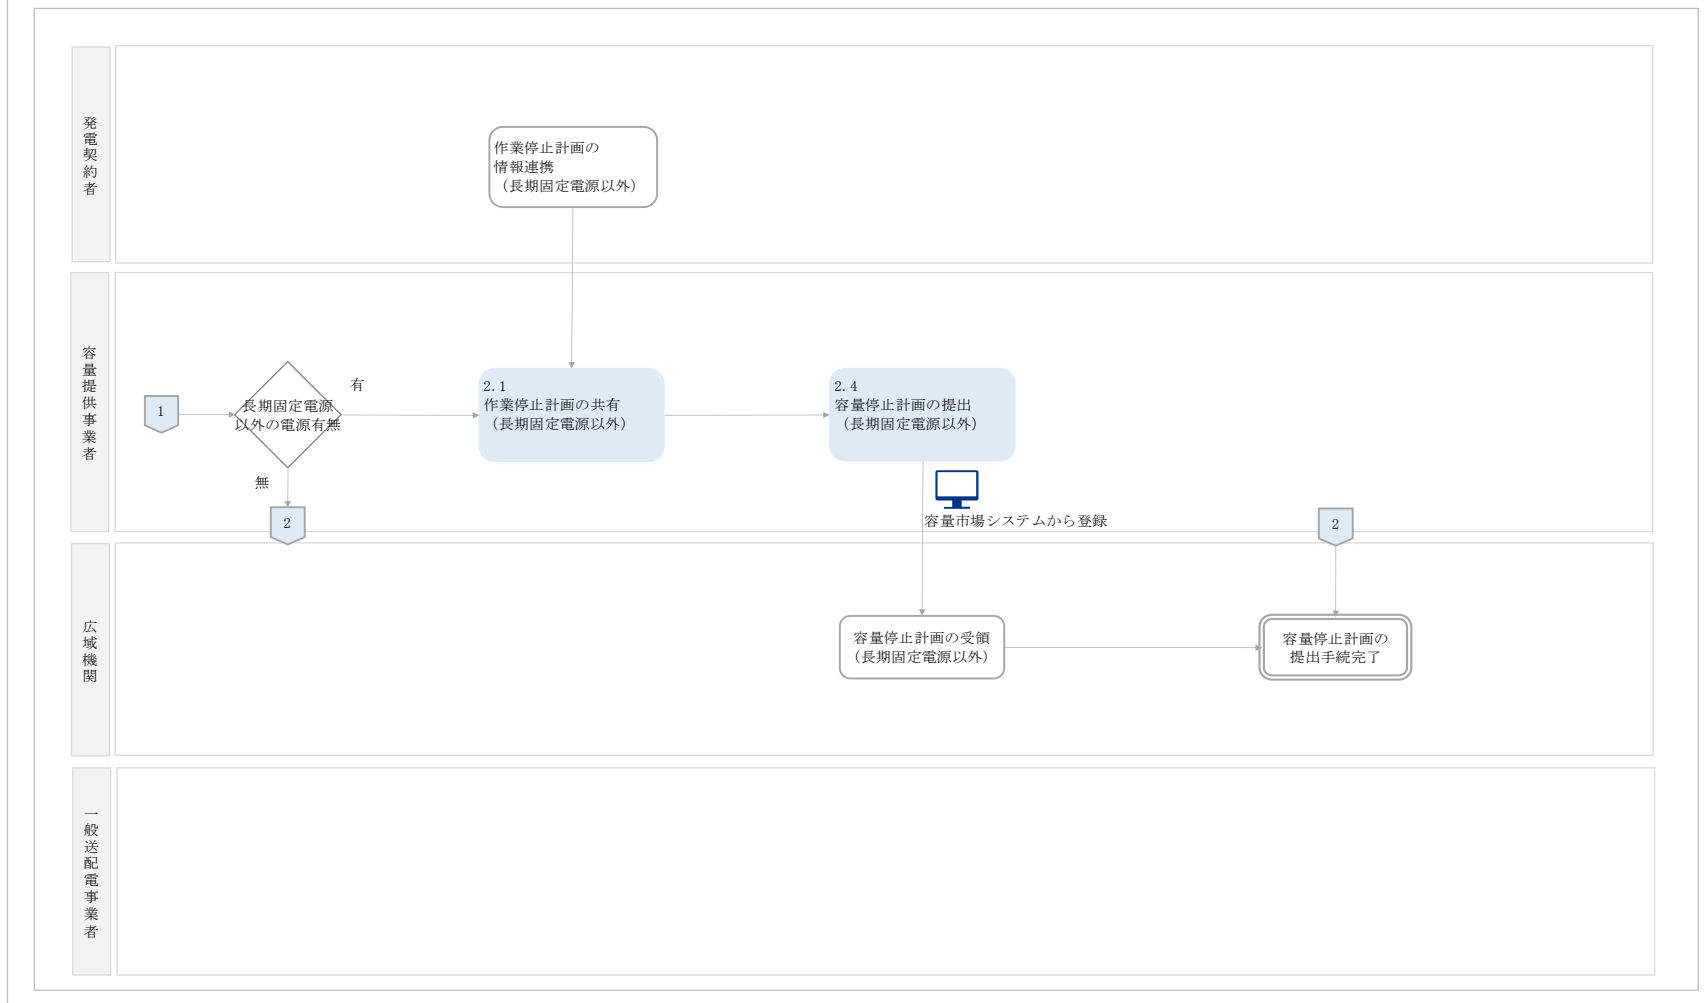 発電契約者
作業停止計画の
情報連携
（長期固定電源以外）
容量提供事業者
1
長期固定電源
以外の電源有無
有
無
2
2.1
作業停止計画の共有
（長期固定電源以外）
2.4
容量停止計画の提出
（長期固定電源以外）
容量市場システムから登録
2
広域機関
容量停止計画の受領
（長期固定電源以外）
容量停止計画の
提出手続完了
一般送配電事業者